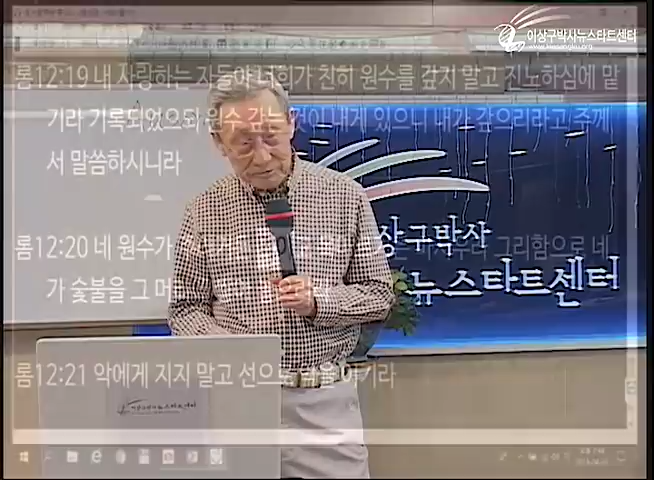 이상구박사뉴스타트센터
www.leesangku.org
롬12:19 내 사랑하는 자들아 너희가 친히 원수를 갚지 말고 진노하심에 맡
기라 기록되었으되 원수 갚는 것이 내게 있으니 내가 갚으리라고 주께
서 말씀하시니라
상구박사
롬12:20 네 원수가 그리함으로 네
뉴스타트센터
가 숯불을 그 머
롬12:21 악에게 지지 말고 선으로 악을 이기라